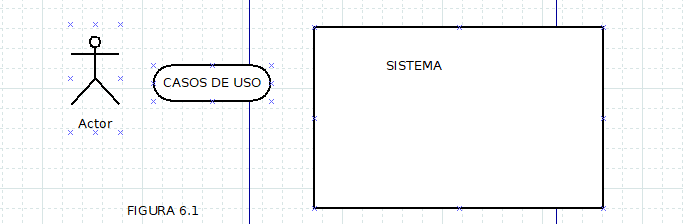 SISTEMA
CASOS DE USO
Actor
FIGURA 6.1